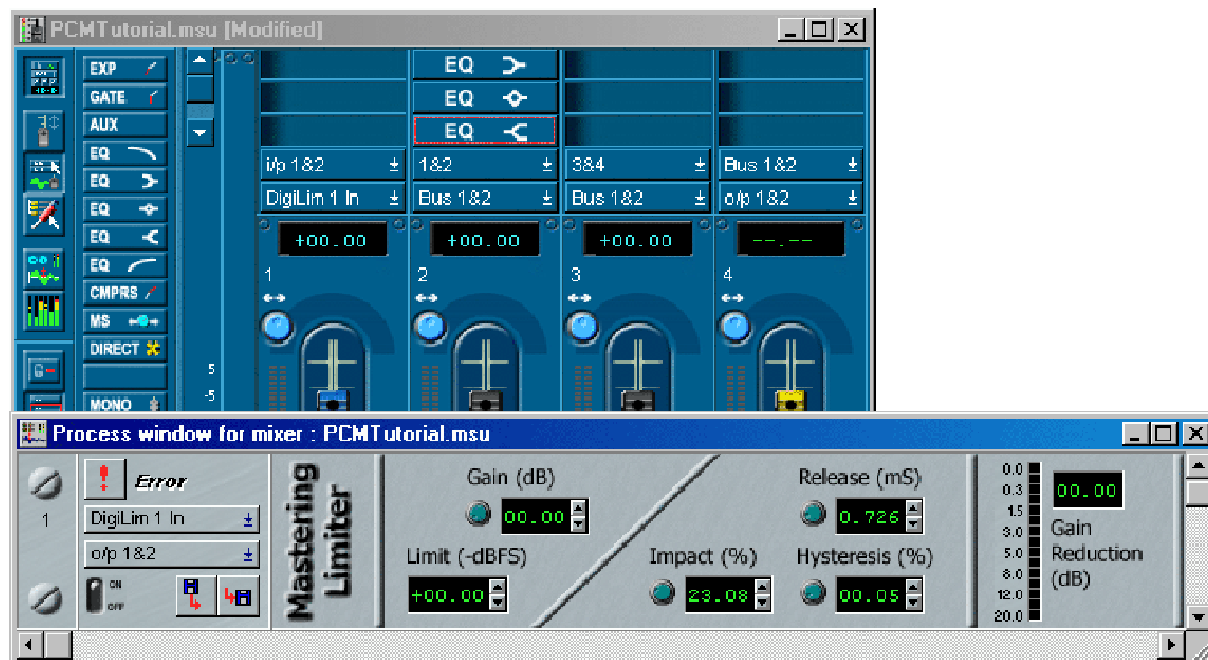 PCMTutorial.msu [Modified]
EXP
GATE
AUX
EQ
EQ
EQ
EQ
EQ
CMPRS
MS
DIRECT
MONO
5
-5
EQ
EQ
EQ
i/p 1&2
1&2
3&4
Bus 1&2
DigiLim 1 In
Bus 1&2
Bus 1&2
o/p 1&2
+00.00
+00.00
+00.00
--.--
1
2
3
4
Process window for mixer : PCMTutorial.msu
1
Error
DigiLim 1 In
o/p 1&2
ON
OFF
Mastering
Limiter
Gain (dB)
00.00
Limit (-dBFS)
+00.00
Release (mS)
0.726
Impact (%)
23.08
Hysteresis (%)
00.05
0.0
0.3
1.5
3.0
5.0
8.0
12.0
20.0
00.00
Gain
Reduction
(dB)